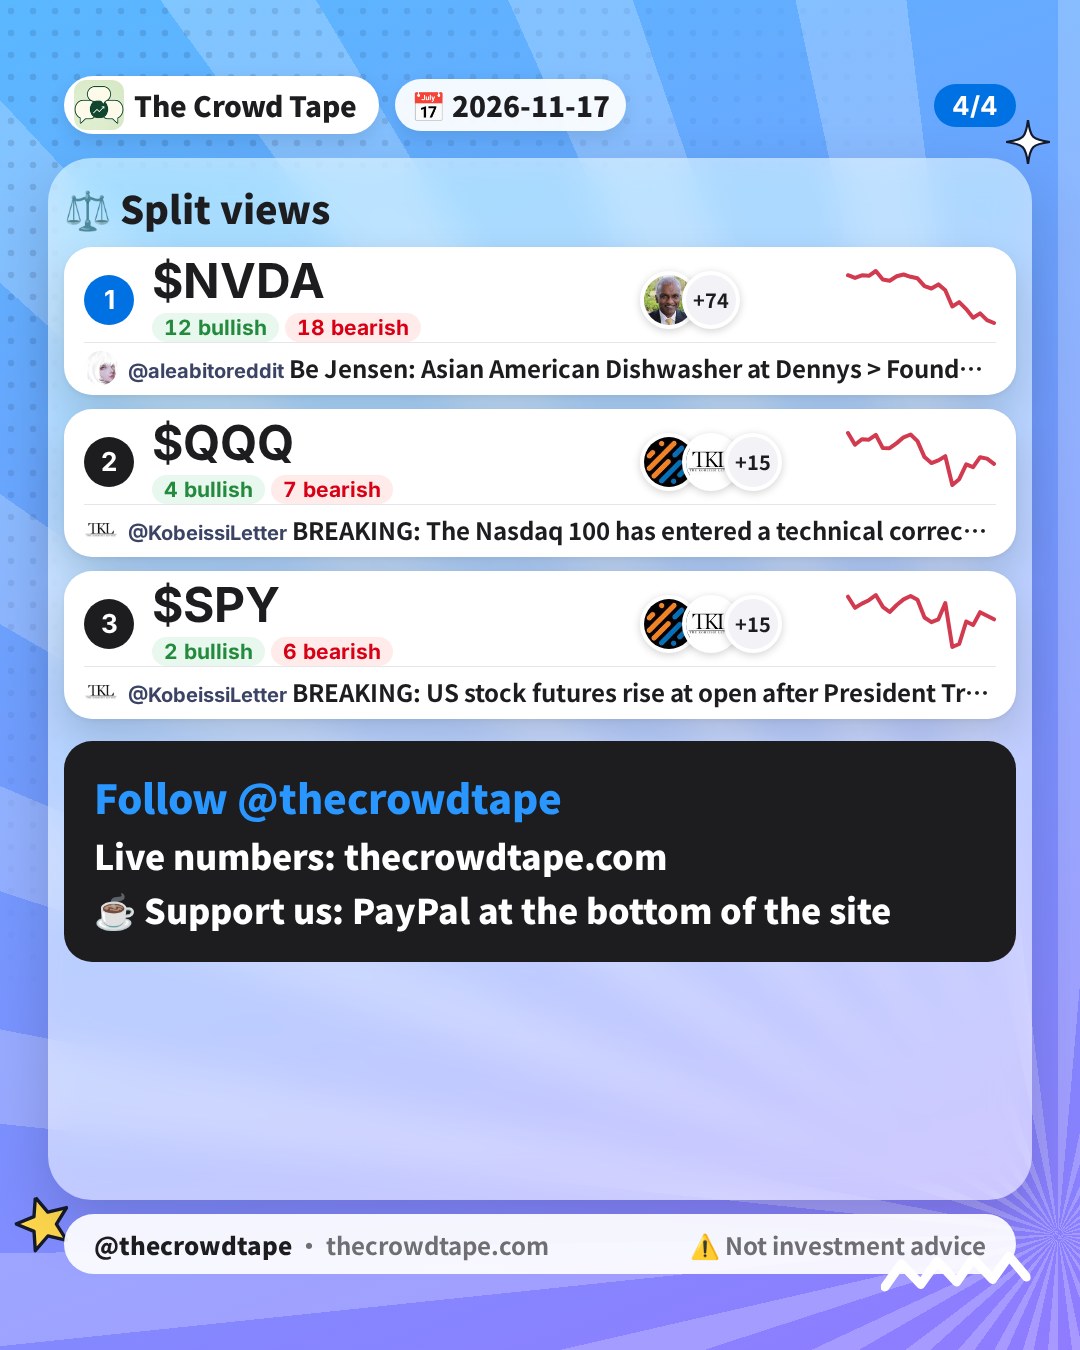 The Crowd Tape
July 17
2026-11-17
4/4
Split views
1
$NVDA
12 bullish 18 bearish
+74
@aleabitoreddit Be Jensen: Asian American Dishwasher at Dennys > Found…
2
$QQQ
4 bullish 7 bearish
TKL
+15
TKL
@KobeissiLetter BREAKING: The Nasdaq 100 has entered a technical correc…
3
$SPY
2 bullish 6 bearish
TKL
+15
TKL
@KobeissiLetter BREAKING: US stock futures rise at open after President Tr…
Follow @thecrowdtape
Live numbers: thecrowdtape.com
☕ Support us: PayPal at the bottom of the site
@thecrowdtape • thecrowdtape.com
⚠️ Not investment advice